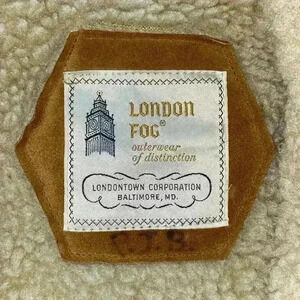 LONDON
FOG®
outerwear
of distinction
LONDONTOWN CORPORATION
BALTIMORE, MD.